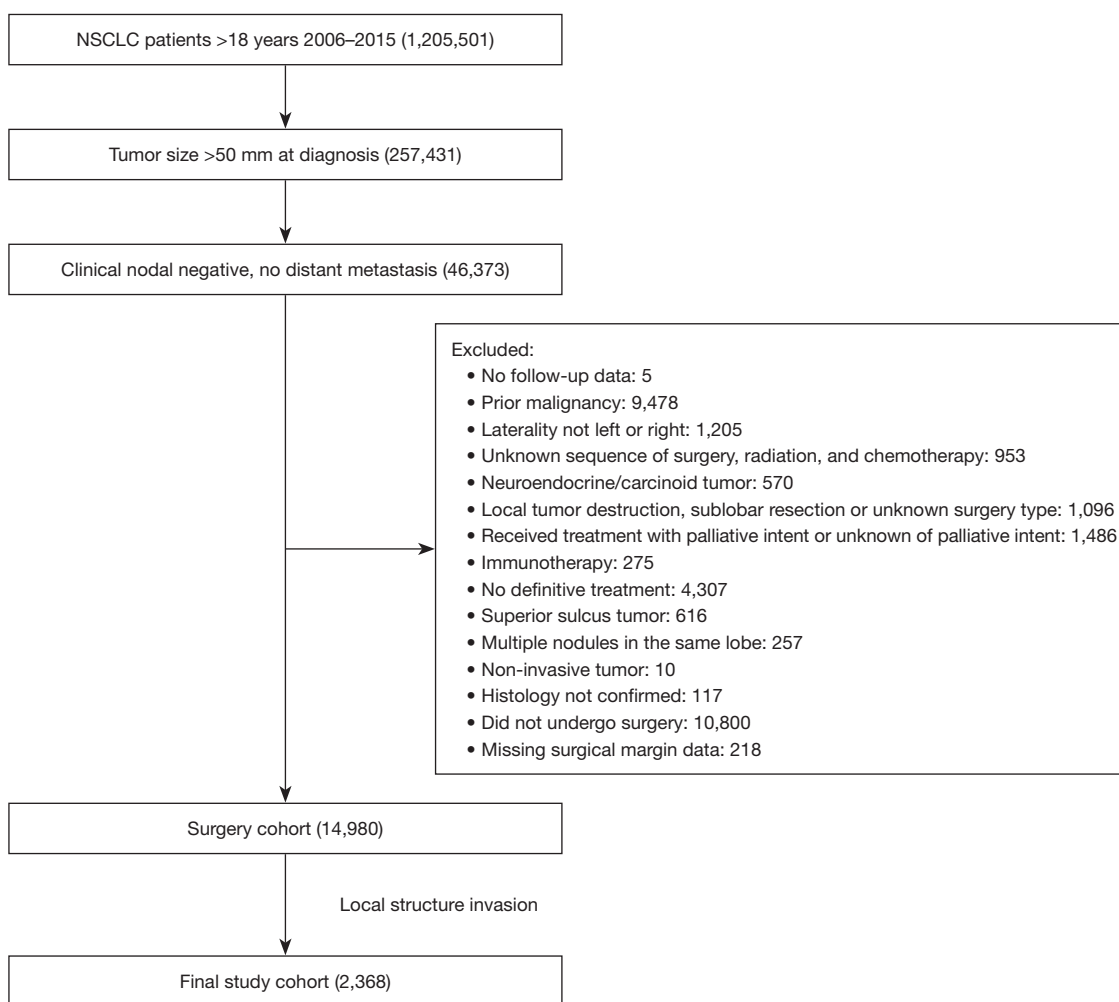 NSCLC patients >18 years 2006–2015 (1,205,501)
Tumor size >50 mm at diagnosis (257,431)
Clinical nodal negative, no distant metastasis (46,373)
Excluded:
• No follow-up data: 5
• Prior malignancy: 9,478
• Laterality not left or right: 1,205
• Unknown sequence of surgery, radiation, and chemotherapy: 953
• Neuroendocrine/carcinoid tumor: 570
• Local tumor destruction, sublobar resection or unknown surgery type: 1,096
• Received treatment with palliative intent or unknown of palliative intent: 1,486
• Immunotherapy: 275
• No definitive treatment: 4,307
• Superior sulcus tumor: 616
• Multiple nodules in the same lobe: 257
• Non-invasive tumor: 10
• Histology not confirmed: 117
• Did not undergo surgery: 10,800
• Missing surgical margin data: 218
Surgery cohort (14,980)
Local structure invasion
Final study cohort (2,368)